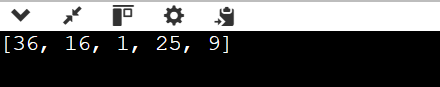 [36, 16, 1, 25, 9]